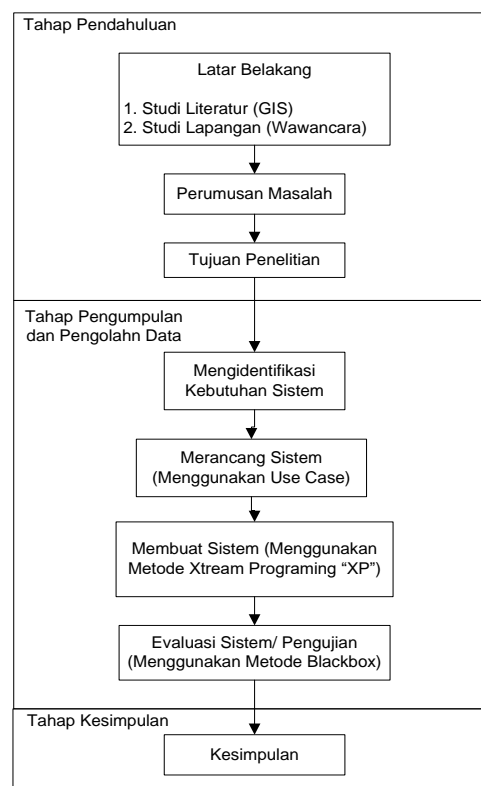 Tahap Pendahuluan
Latar Belakang
1. Studi Literatur (GIS)
2. Studi Lapangan (Wawancara)
Perumusan Masalah
Tujuan Penelitian
Tahap Pengumpulan
dan Pengolahn Data
Mengidentifikasi
Kebutuhan Sistem
Merancang Sistem
(Menggunakan Use Case)
Membuat Sistem (Menggunakan
Metode Xtream Programing “XP”)
Evaluasi Sistem/ Pengujian
(Menggunakan Metode Blackbox)
Tahap Kesimpulan
Kesimpulan